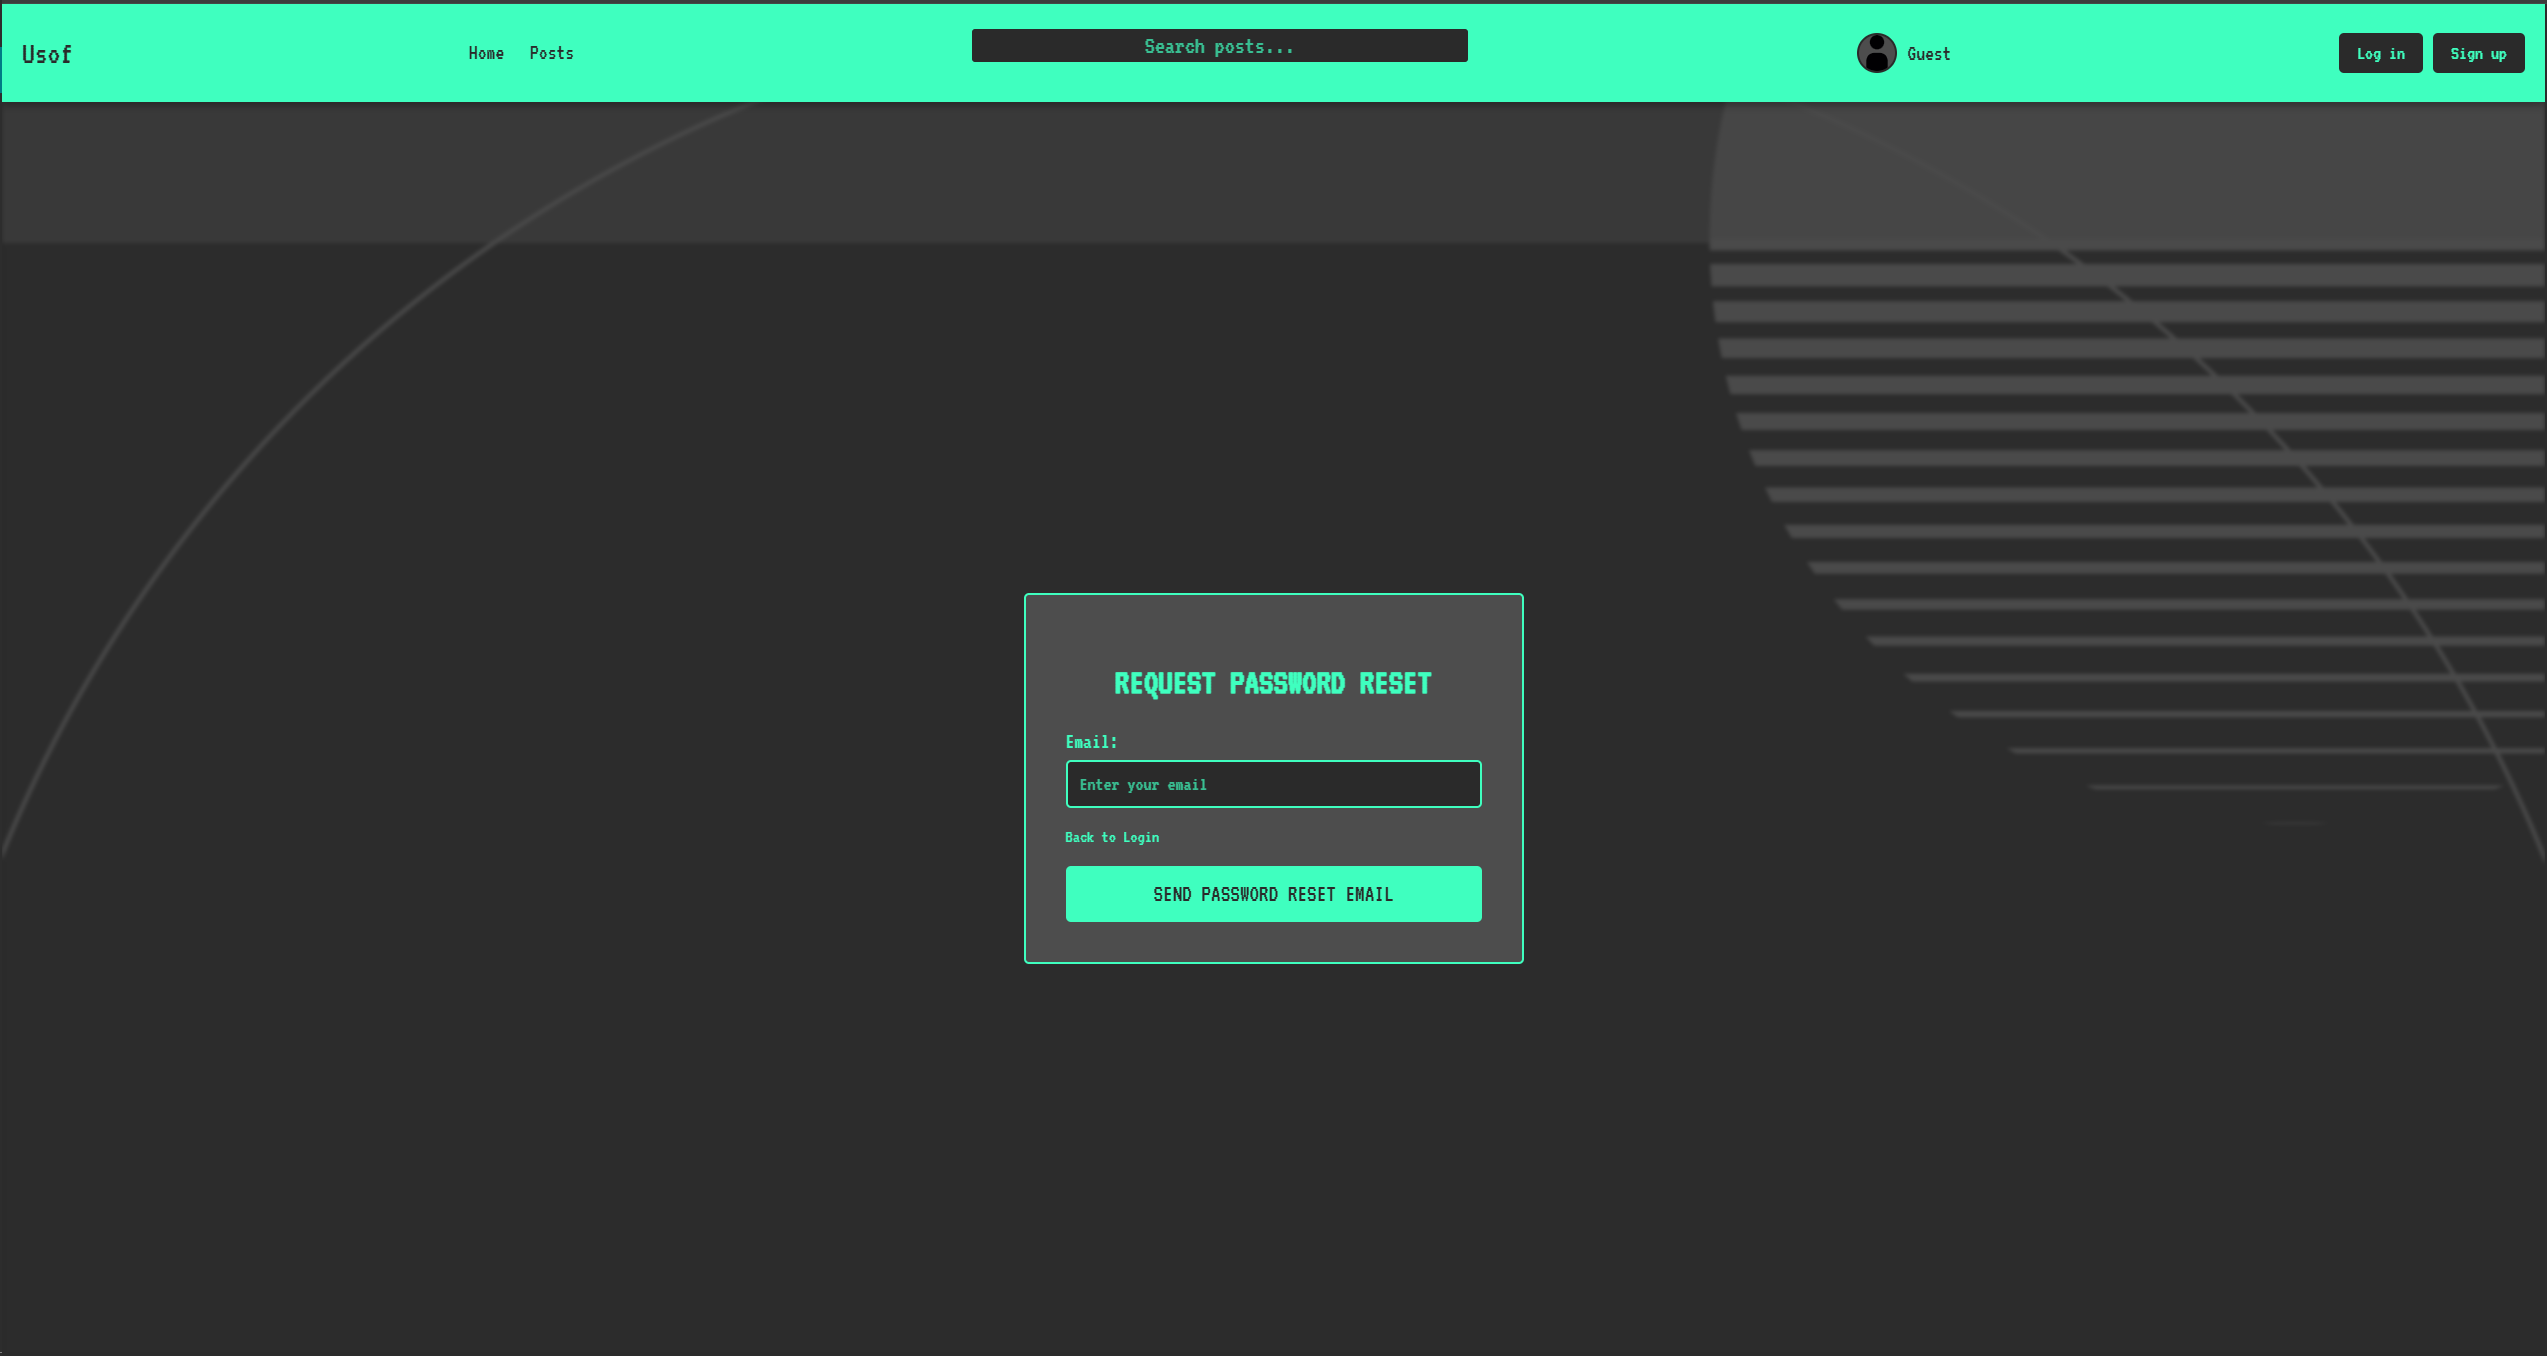 Usof
Home Posts
Search posts...
Guest
Log in
Sign up
REQUEST PASSWORD RESET
Email:
Enter your email
Back to Login
SEND PASSWORD RESET EMAIL